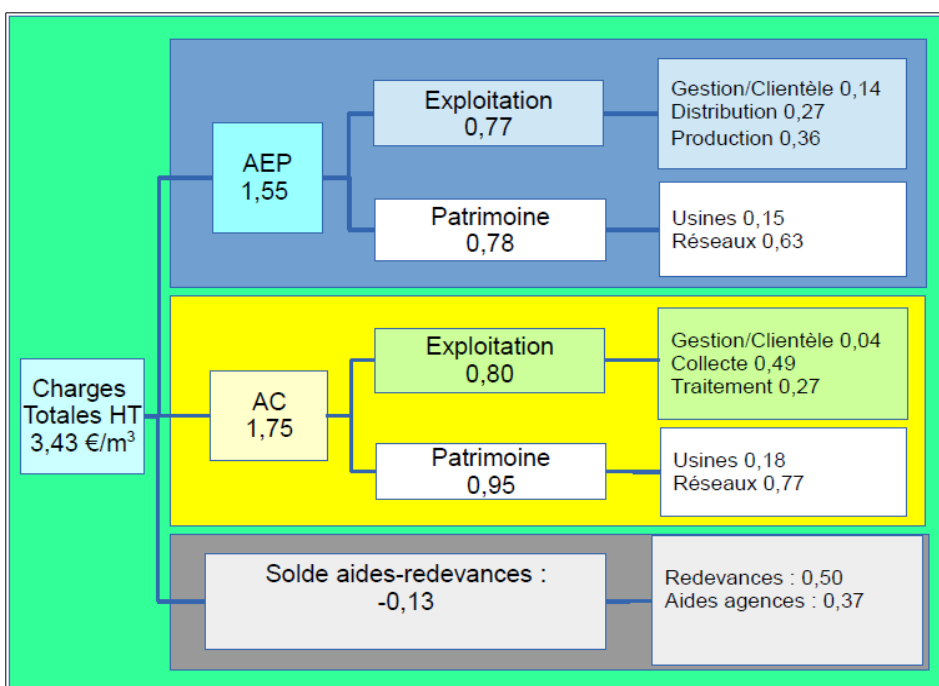 Charges
Totales HT
3,43 €/m³
AEP
1,55
Exploitation
0,77
Gestion/Clientèle 0,14
Distribution 0,27
Production 0,36
Patrimoine
0,78
Usines 0,15
Réseaux 0,63
AC
1,75
Exploitation
0,80
Gestion/Clientèle 0,04
Collecte 0,49
Traitement 0,27
Patrimoine
0,95
Usines 0,18
Réseaux 0,77
Solde aides-redevances :
-0,13
Redevances : 0,50
Aides agences : 0,37